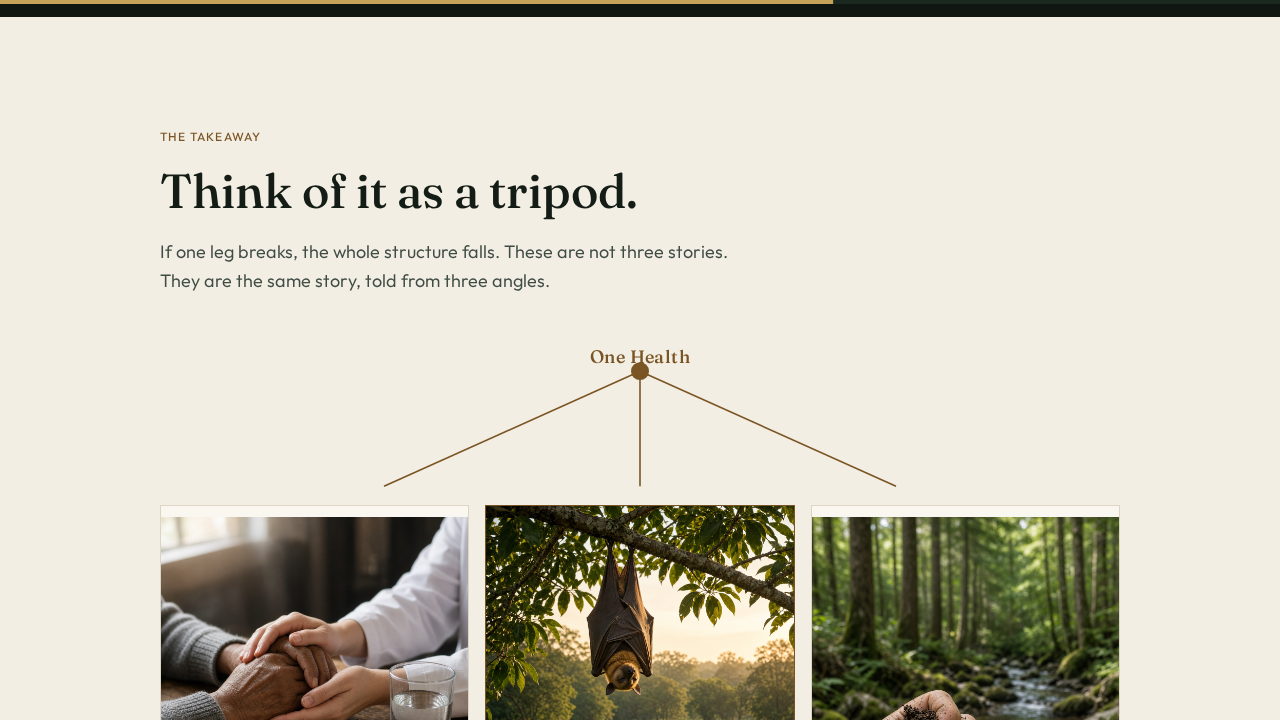 THE TAKEAWAY
Think of it as a tripod.
If one leg breaks, the whole structure falls. These are not three stories.
They are the same story, told from three angles.
One Health